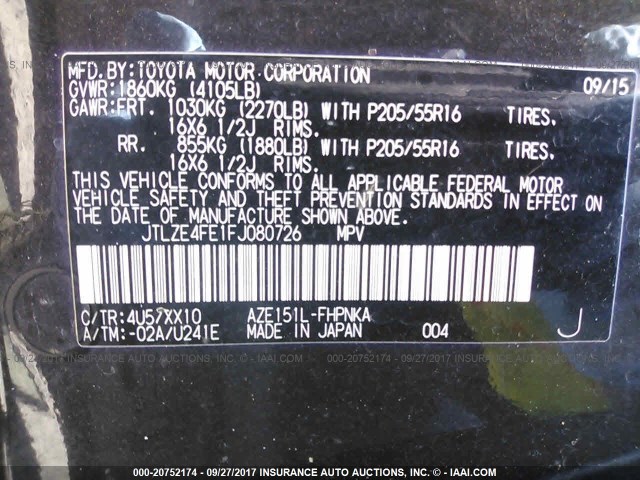 MFD.BY:TOYOTA MOTOR CORPORATION 09/15
GVWR:1860KG (4105LB)
GAWR:FRT. 1030KG (2270LB) WITH P205/55R16 TIRES.
16X6 1/2J RIMS.
RR. 855KG (1880LB) WITH P205/55R16 TIRES.
16X6 1/2J RIMS.
THIS VEHICLE CONFORMS TO ALL APPLICABLE FEDERAL MOTOR
VEHICLE SAFETY AND THEFT PREVENTION STANDARDS IN EFFECT ON
THE DATE OF MANUFACTURE SHOWN ABOVE.
JTLZE4FE1FJ080726 MPV
C/TR:4U5/XX10 AZE151L-FHPNKA
A/TM:-02A/U241E MADE IN JAPAN 004 J
000-20752174 - 09/27/2017 INSURANCE AUTO AUCTIONS, INC. © - IAAI.COM